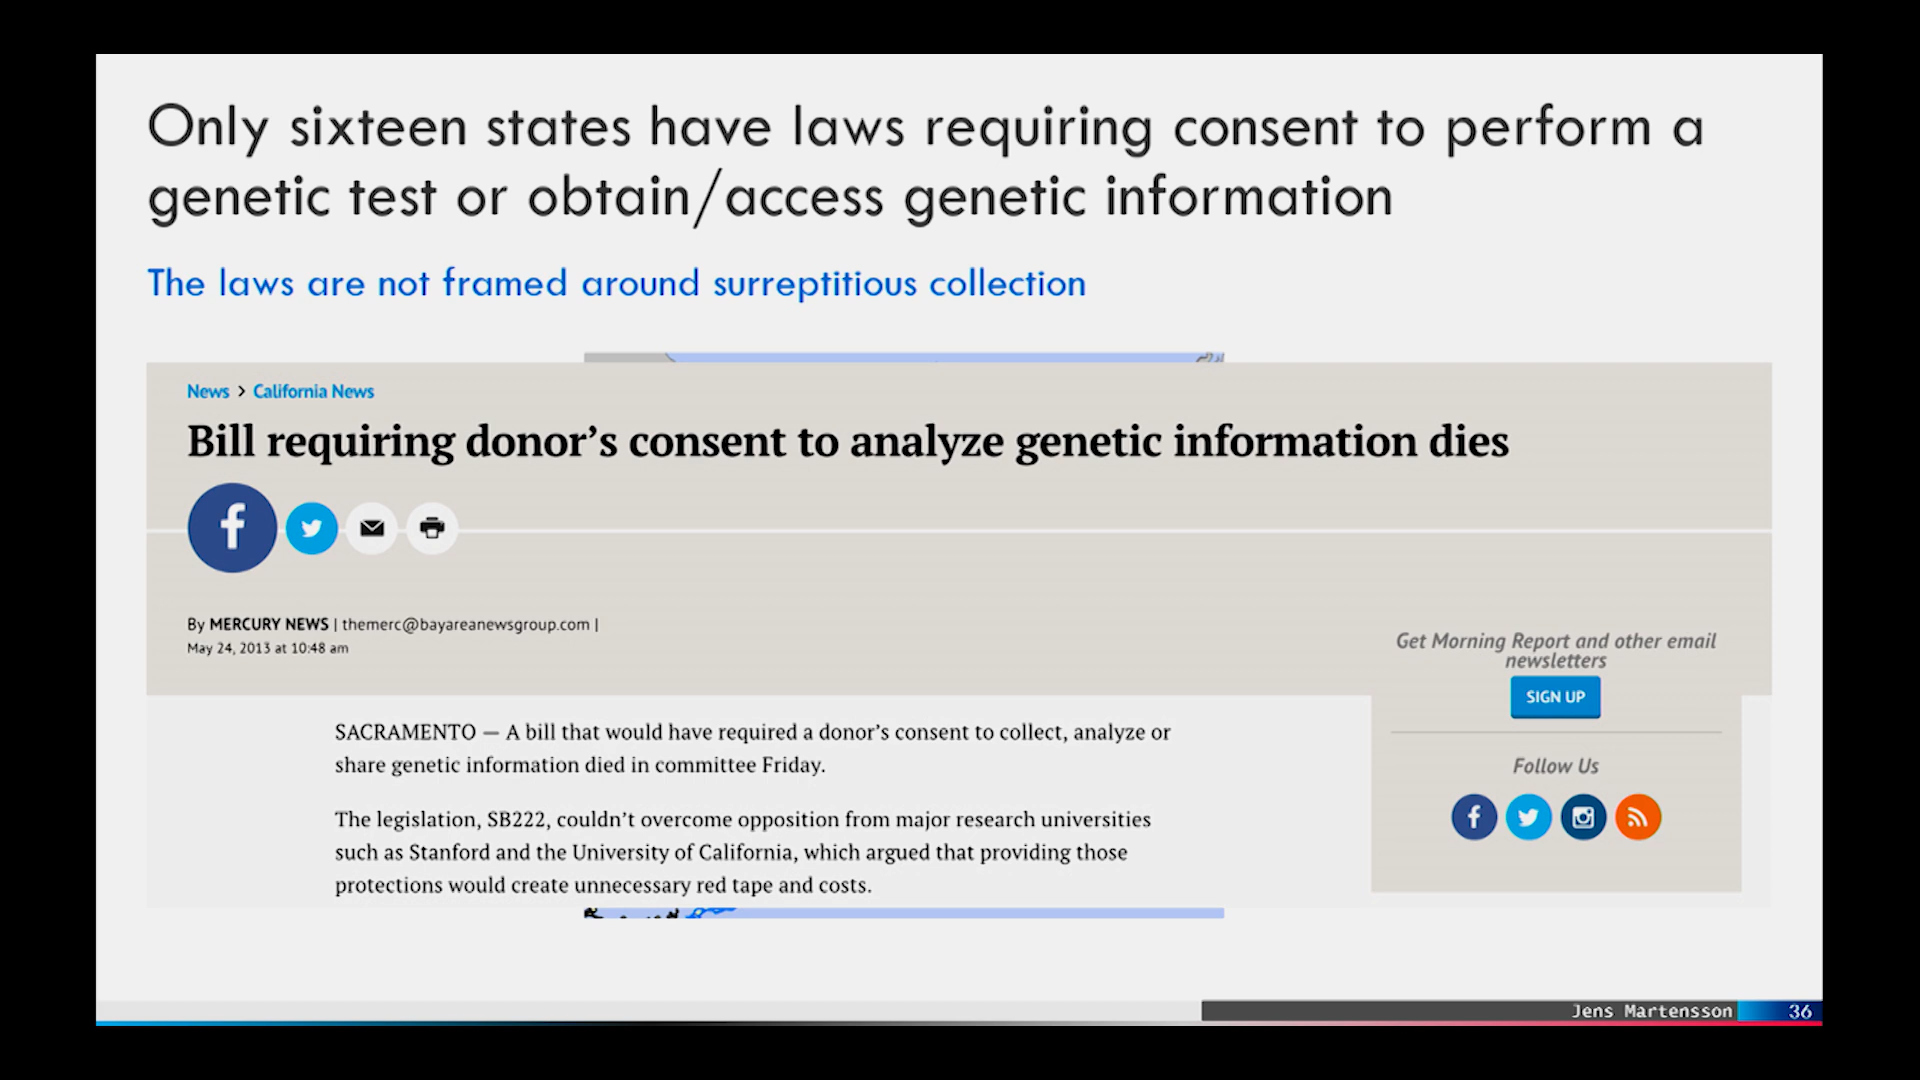 Only sixteen states have laws requiring consent to perform a
genetic test or obtain/access genetic information
The laws are not framed around surreptitious collection
News > California News
Bill requiring donor’s consent to analyze genetic information dies
By MERCURY NEWS | themerc@bayareanewsgroup.com |
May 24, 2013 at 10:48 am
Get Morning Report and other email
newsletters
SIGN UP
Follow Us
SACRAMENTO — A bill that would have required a donor’s consent to collect, analyze or
share genetic information died in committee Friday.
The legislation, SB222, couldn’t overcome opposition from major research universities
such as Stanford and the University of California, which argued that providing those
protections would create unnecessary red tape and costs.
Jens Martensson
36